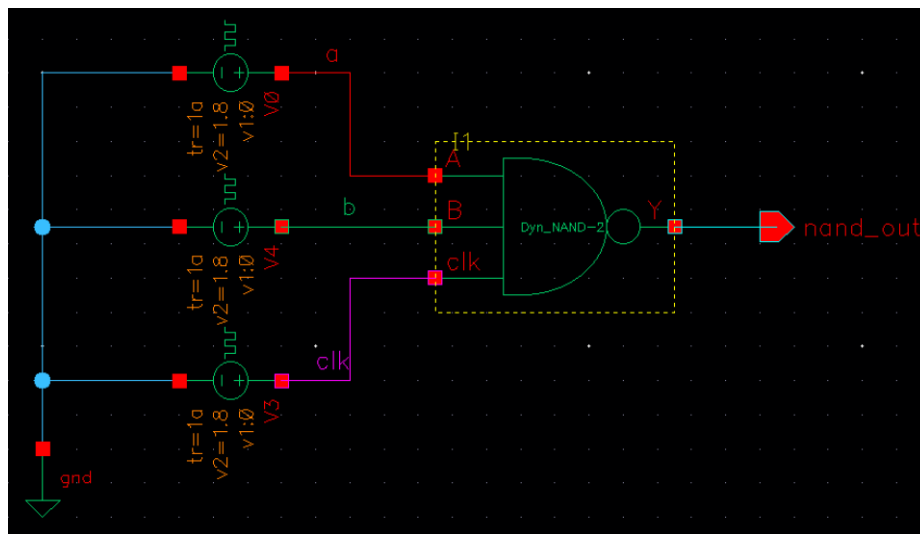 a
tr=1a
v2=1.8
v1:0
V0
I1
A
b
B
Y
Dyn_NAND-2
nand_out
tr=1a
v2=1.8
v1:0
V4
clk
clk
tr=1a
v2=1.8
v1:0
V3
gnd